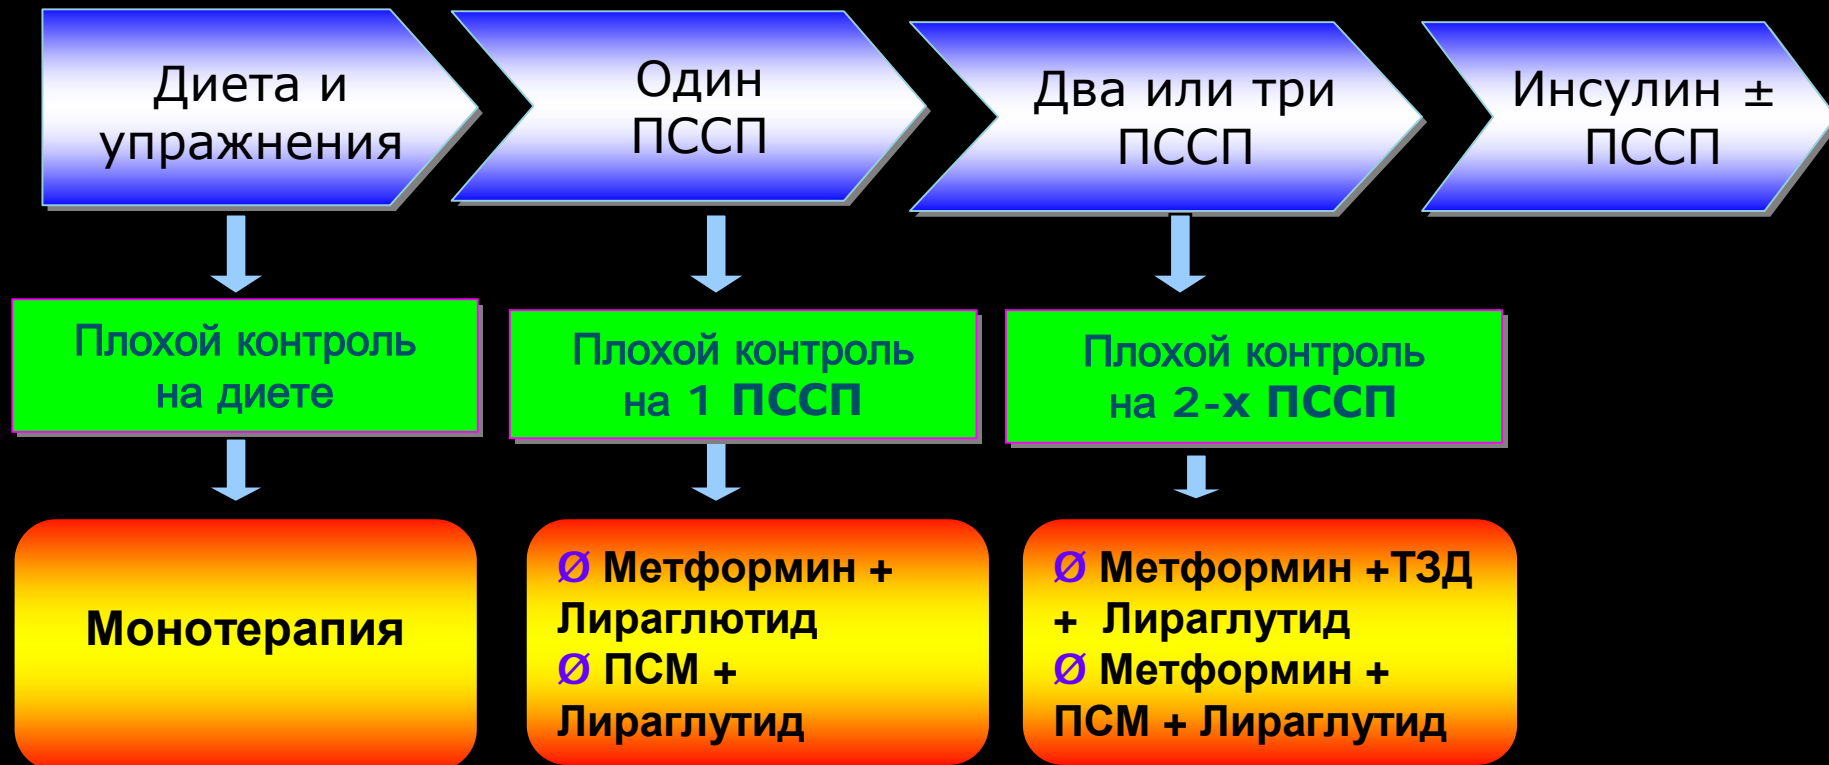 Диета и
упражнения
Один
ПССП
Два или три
ПССП
Инсулин ±
ПССП
Плохой контроль
на диете
Плохой контроль
на 1 ПССП
Плохой контроль
на 2-х ПССП
Монотерапия
Ø Метформин +
Лираглютид
Ø ПСМ +
Лираглутид
Ø Метформин +ТЗД
+ Лираглутид
Ø Метформин +
ПСМ + Лираглутид